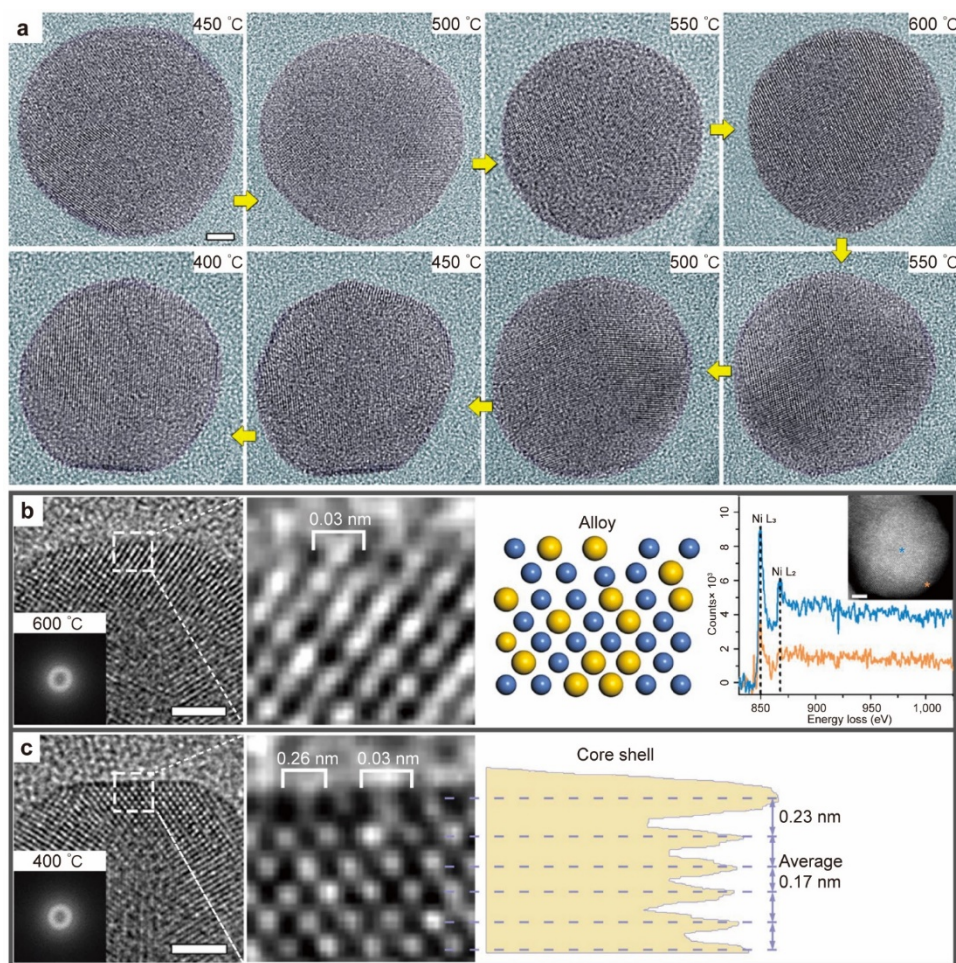 a
450 °C
500 °C
550 °C
600 °C
400 °C
450 °C
500 °C
550 °C
b
600 °C
0.03 nm
Alloy
Counts× 10³
10
8
6
4
2
0
Ni L₃
Ni L₂
850
900
950
1,000
Energy loss (eV)
c
400 °C
0.26 nm
0.03 nm
Core shell
0.23 nm
Average
0.17 nm